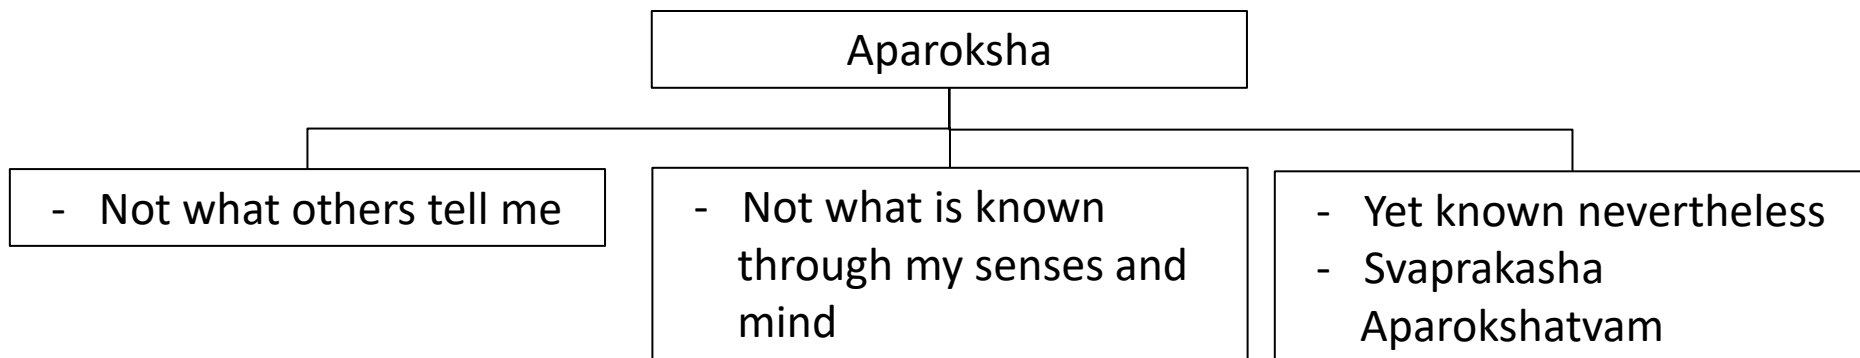 Aparoksha
- Not what others tell me
- Not what is known
through my senses and
mind
- Yet known nevertheless
- Svaprakasha
Aparokshatvam